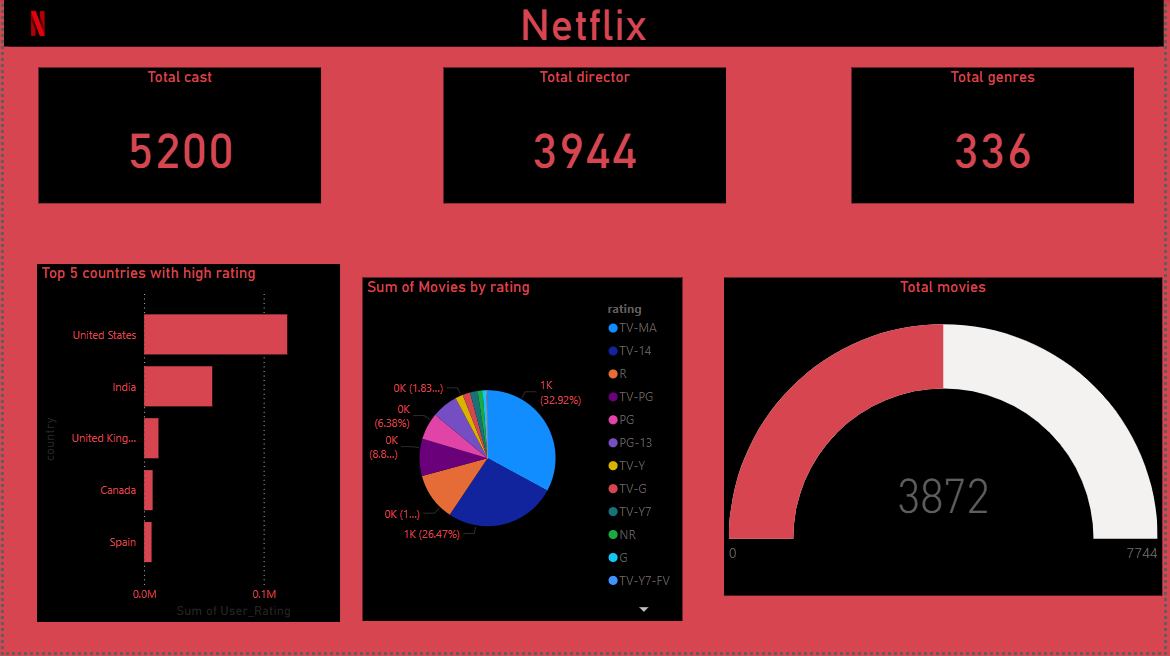 N
Netflix
Total cast
5200
Total director
3944
Total genres
336
Top 5 countries with high rating
country
United States
India
United King...
Canada
Spain
0.0M
0.1M
Sum of User_Rating
Sum of Movies by rating
1K
(32.92%)
1K (26.47%)
0K (1...)
0K
(8.8...)
0K
(6.38%)
0K (1.83...)
rating
TV-MA
TV-14
R
TV-PG
PG
PG-13
TV-Y
TV-G
TV-Y7
NR
G
TV-Y7-FV
Total movies
3872
0
7744